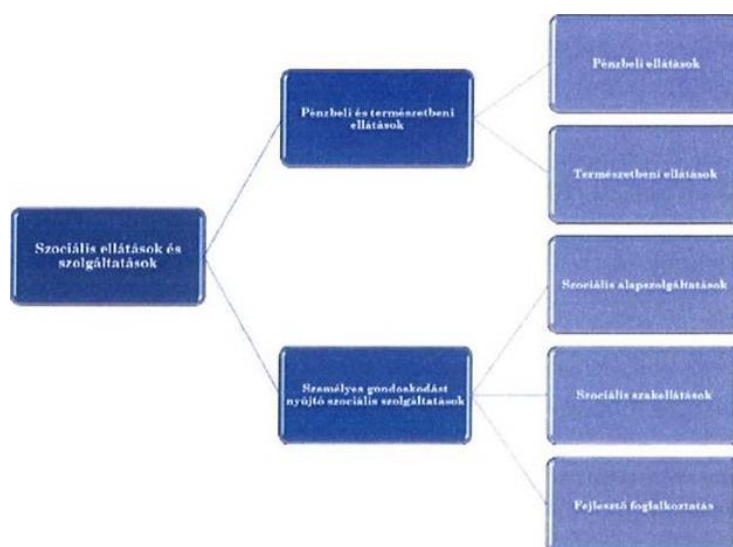 Szociális ellátások és
szolgáltatások
Pénzbeli és természetbeni
ellátások
Pénzbeli ellátások
Természetbeni ellátások
Személyes gondoskodást
nyújtó szociális szolgáltatások
Szociális alapszolgáltatások
Szociális szakellátások
Fejlesztő foglalkoztatás